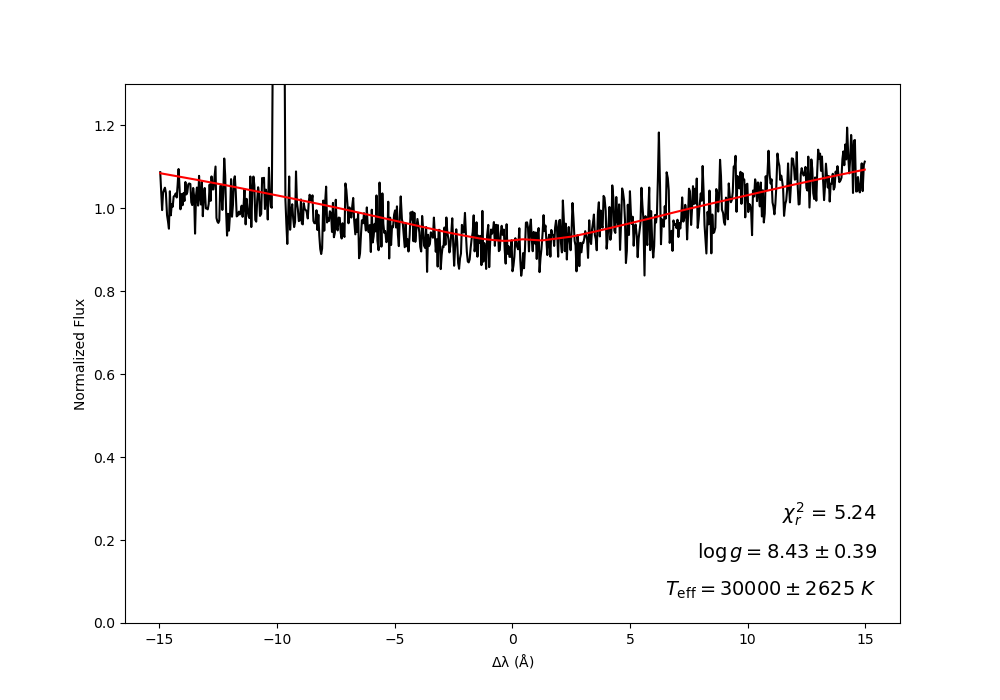 1.2
1.0
0.8
0.6
0.4
0.2
0.0
Normalized Flux
χ²ᵣ = 5.24
log g = 8.43 ± 0.39
T_eff = 30000 ± 2625 K
−15 −10 −5 0 5 10 15
Δλ (Å)